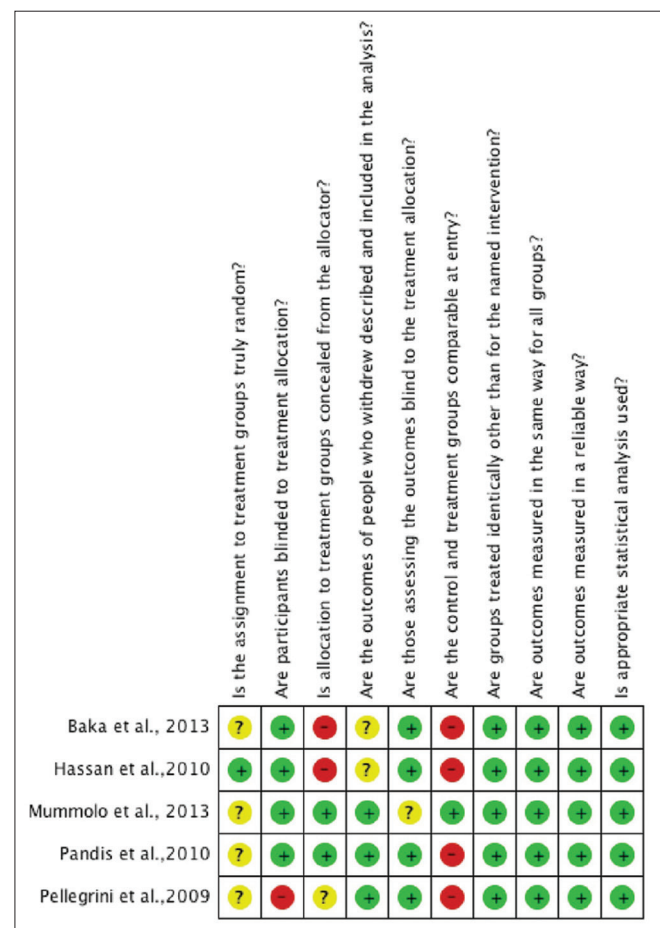 Is the assignment to treatment groups truly random?
Are participants blinded to treatment allocation?
Is allocation to treatment groups concealed from the allocator?
Are the outcomes of people who withdrew described and included in the analysis?
Are those assessing the outcomes blind to the treatment allocation?
Are the control and treatment groups comparable at entry?
Are groups treated identically other than for the named intervention?
Are outcomes measured in the same way for all groups?
Are outcomes measured in a reliable way?
Is appropriate statistical analysis used?
Baka et al., 2013 ? + - ? + - + + + +
Hassan et al.,2010 + + - ? + - + + + +
Mummolo et al., 2013 ? + + + ? + + + + +
Pandis et al.,2010 ? + + + + - + + + +
Pellegrini et al.,2009 ? - ? + + - + + + +